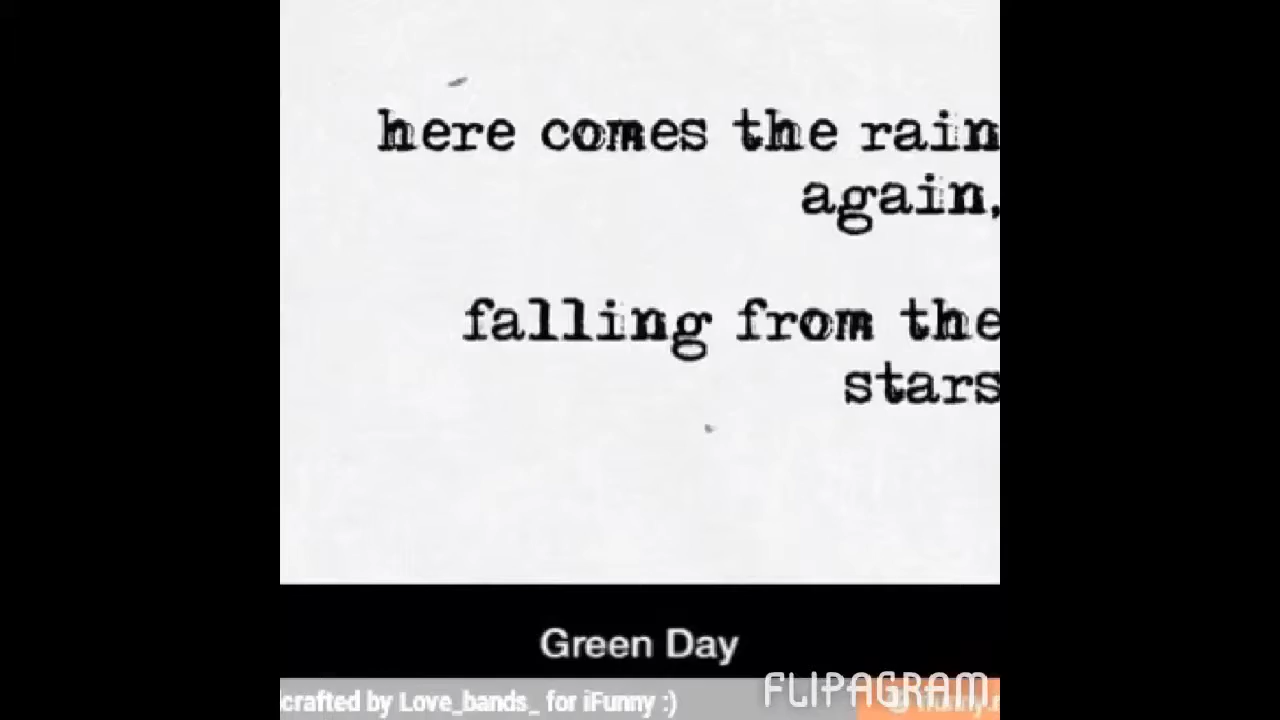 here comes the rain
again,
falling from the
stars
Green Day
crafted by Love_bands_ for iFunny :)
FLIPAGRAM